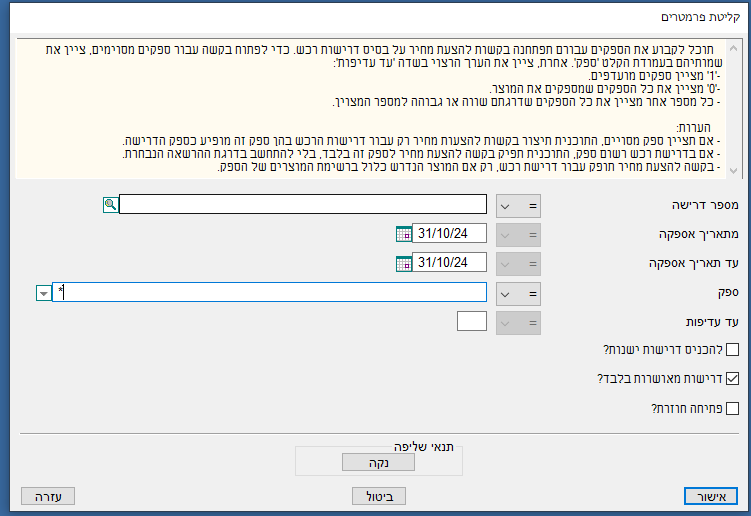 קליטת פרמטרים
תוכל לקבוע את הספקים עבורם תפתחנה בקשות להצעת מחיר על בסיס דרישות רכש. כדי לפתוח בקשה עבור ספקים מסוימים, ציין את
שמותיהם בעמודת הקלט 'ספק'. אחרת, ציין את הערך הרצוי בשדה 'עד עדיפות':
-'1' מציין ספקים מועדפים.
-'0' מציין את כל הספקים שמספקים את המוצר.
- כל מספר אחר מציין את כל הספקים שדרגתם שווה או גבוהה למספר המצוין.
הערות:
- אם תציין ספק מסויים, התוכנית תיצור בקשות להצעות מחיר רק עבור דרישות הרכש בהן ספק זה מופיע כספק הדרישה.
- אם בדרישת רכש רשום ספק, התוכנית תפיק בקשה להצעת מחיר לספק זה בלבד, בלי להתחשב בדרגת ההרשאה הנבחרת.
- בקשה להצעת מחיר תופק עבור דרישת רכש, רק אם המוצר הנדרש כלול ברשימת המוצרים של הספק.
מספר דרישה =
מתאריך אספקה = 31/10/24
עד תאריך אספקה = 31/10/24
ספק = *
עד עדיפות =
להכניס דרישות ישנות?
דרישות מאושרות בלבד?
פתיחה חוזרת?
תנאי שליפה
נקה
אישור ביטול עזרה